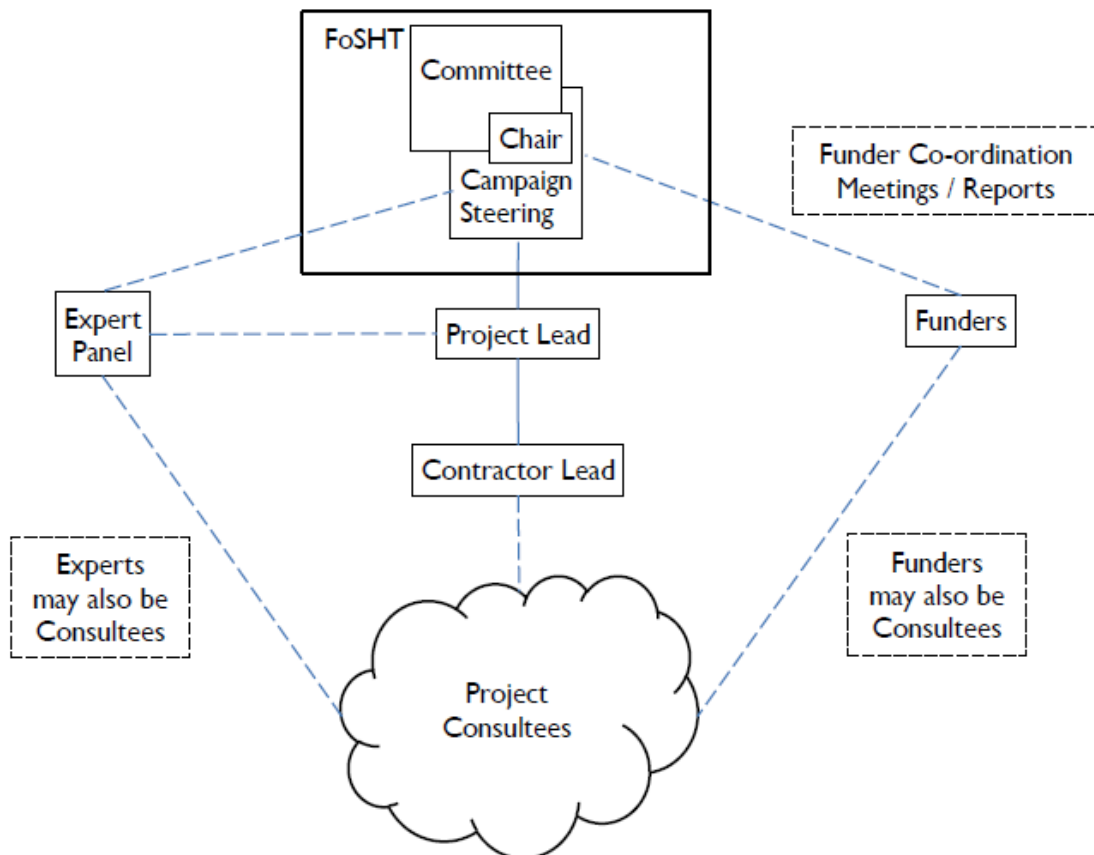 FoSHT
Committee
Chair
Campaign
Steering
Funder Co-ordination
Meetings / Reports
Expert
Panel
Project Lead
Funders
Contractor Lead
Experts
may also be
Consultees
Funders
may also be
Consultees
Project
Consultees